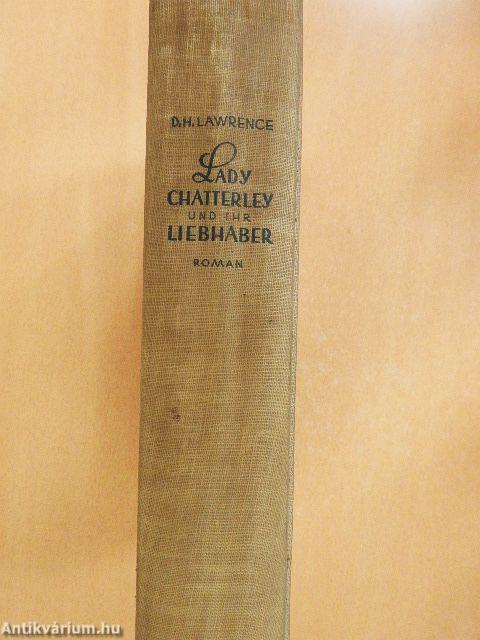 D.H. LAWRENCE
LADY
CHATTERLEY
UND IHR
LIEBHABER
ROMAN
Antikvárium.hu